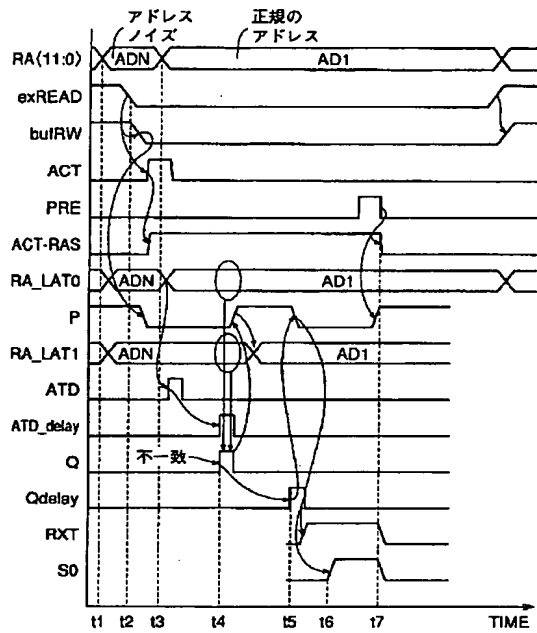 アドレス
ノイズ
正規の
アドレス
RA(11:0) ADN AD1
exREAD
bufRW
ACT
PRE
ACT-RAS
RA_LAT0 ADN AD1
P
RA_LAT1 ADN AD1
ATD
ATD_delay
Q 不一致
Qdelay
RXT
S0
t1 t2 t3 t4 t5 t6 t7 TIME